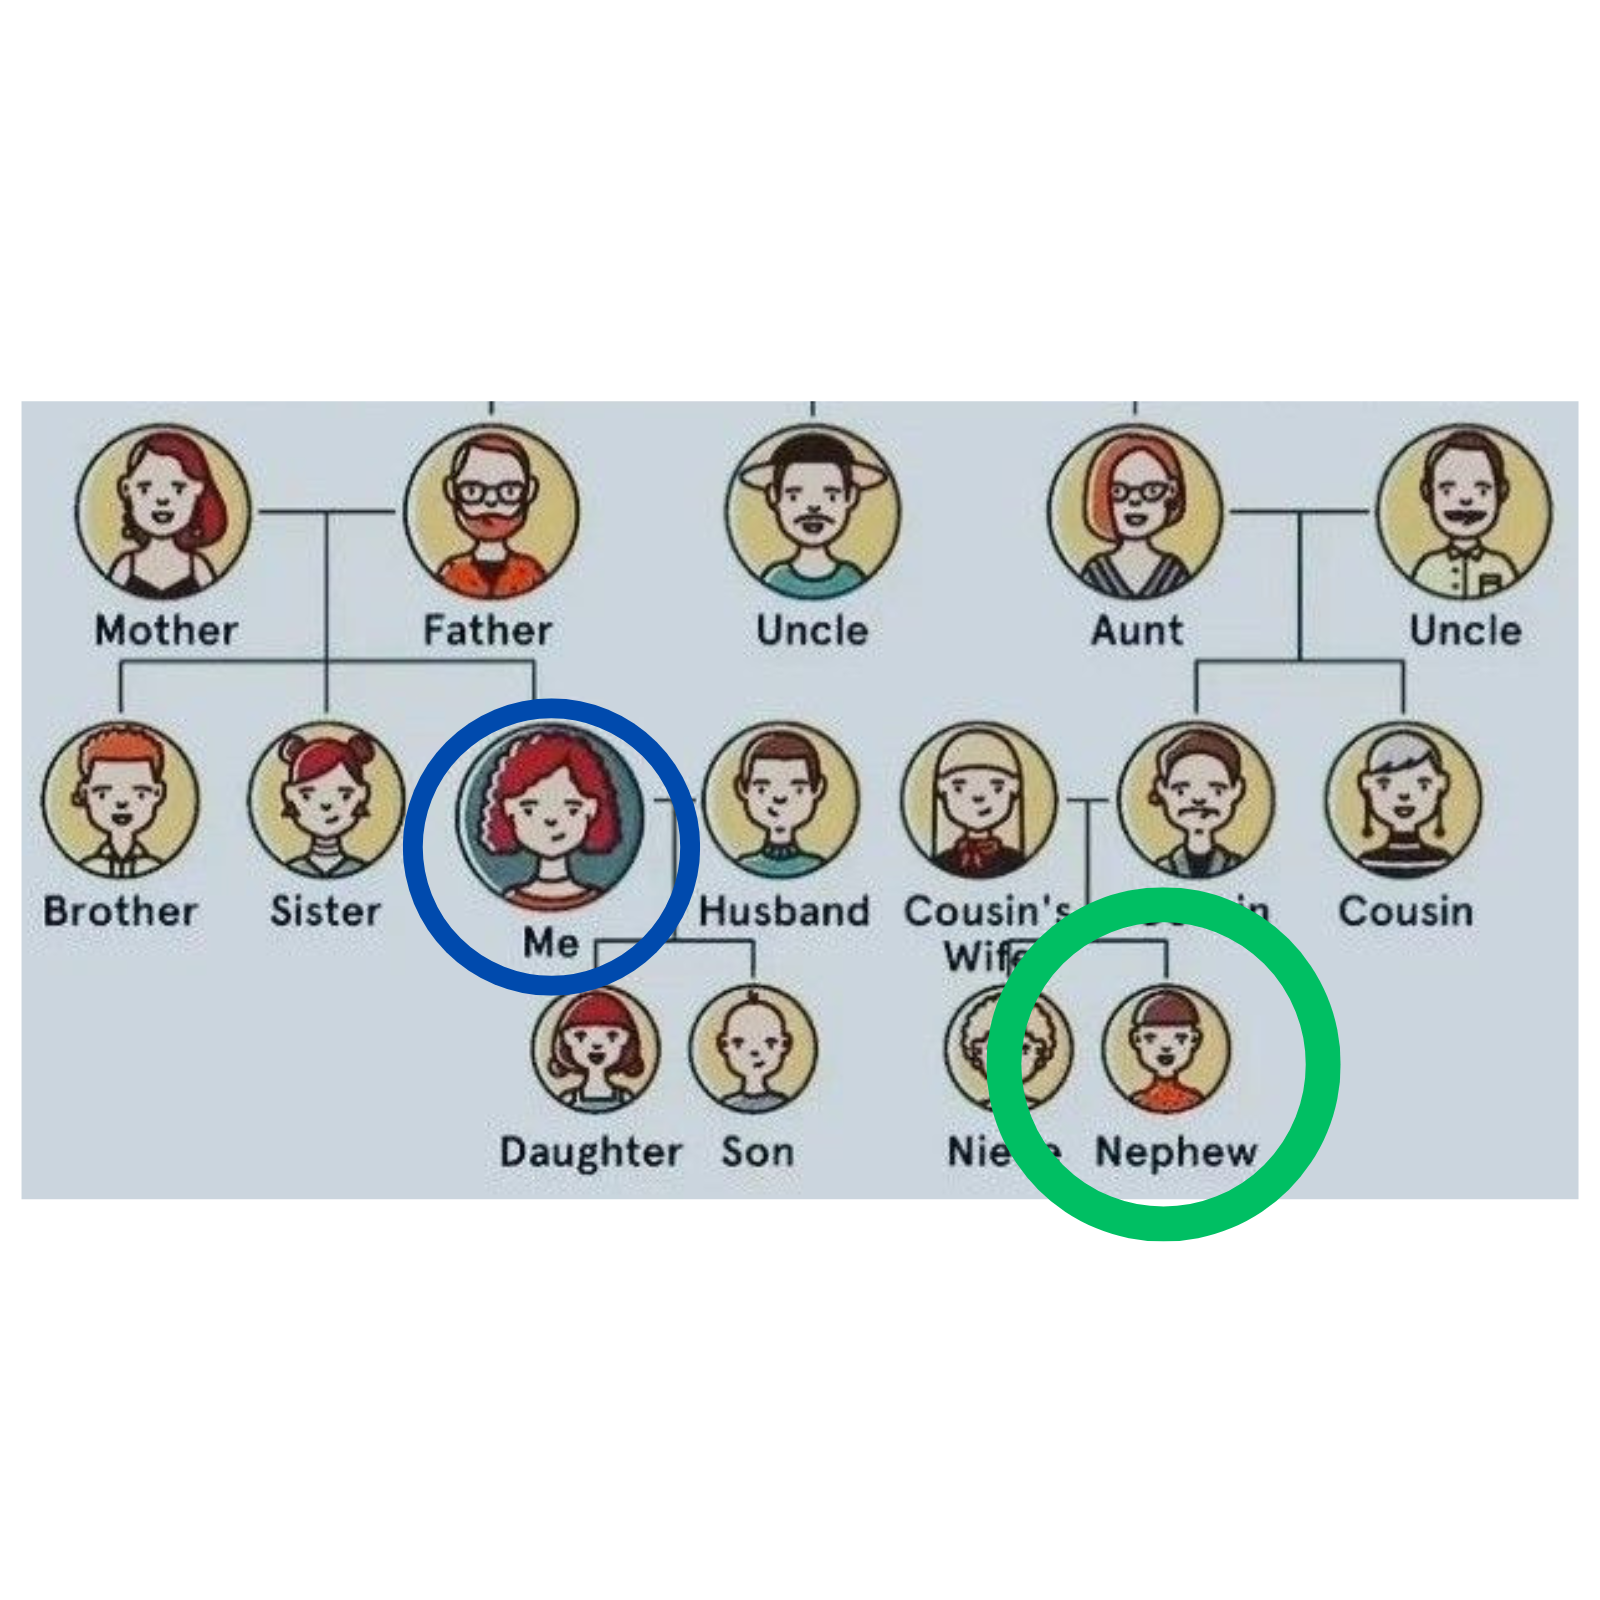 Mother Father Uncle Aunt Uncle
Brother Sister Me Husband Cousin's Wife Cousin
Daughter Son Nephew